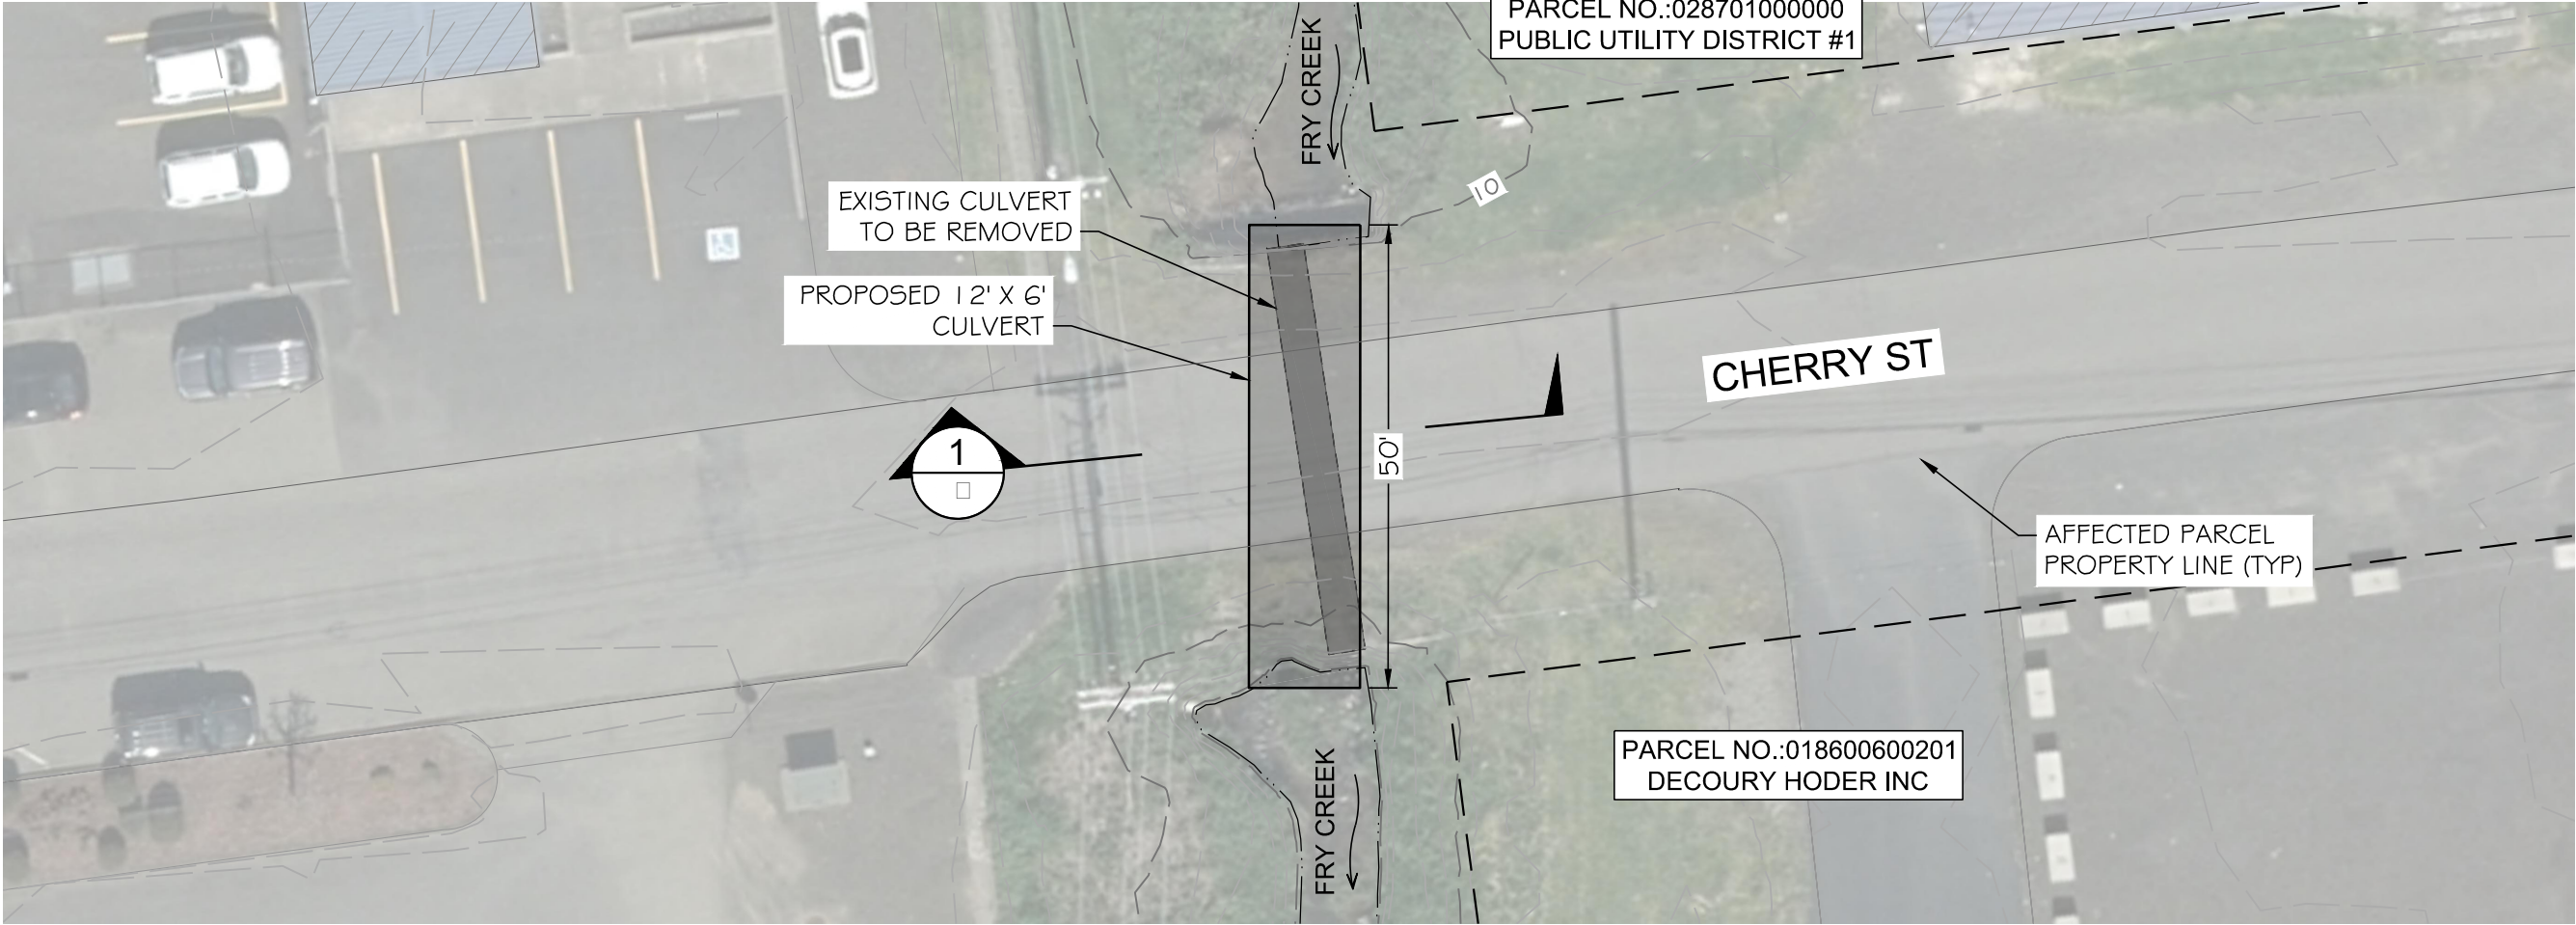 PARCEL NO.:028701000000
PUBLIC UTILITY DISTRICT #1
FRY CREEK
10
EXISTING CULVERT
TO BE REMOVED
PROPOSED 12' X 6'
CULVERT
CHERRY ST
1
50'
AFFECTED PARCEL
PROPERTY LINE (TYP)
PARCEL NO.:018600600201
DECOURY HODER INC
FRY CREEK